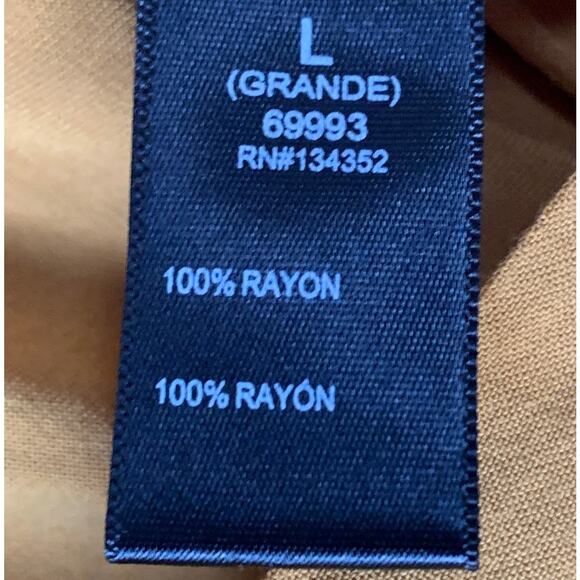 L
(GRANDE)
69993
RN#134352
100% RAYON
100% RAYÓN